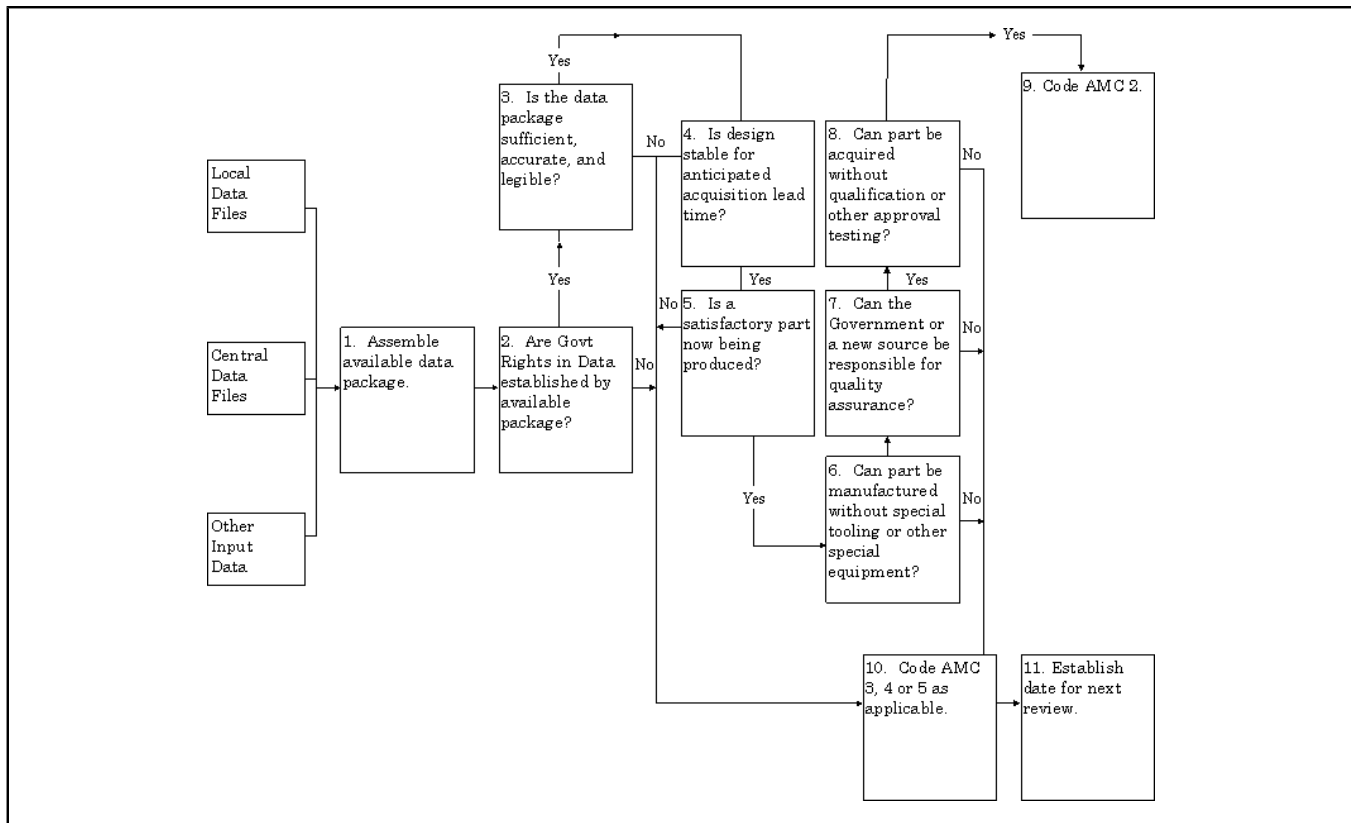 Local
Data
Files
Central
Data
Files
Other
Input
Data
1. Assemble
available data
package.
2. Are Govt
Rights in Data
established by
available
package?
No
Yes
3. Is the data
package
sufficient,
accurate, and
legible?
No
Yes
4. Is design
stable for
anticipated
acquisition lead
time?
Yes
5. Is a
satisfactory part
now being
produced?
No
Yes
6. Can part be
manufactured
without special
tooling or other
special
equipment?
No
7. Can the
Government or
a new source be
responsible for
quality
assurance?
No
Yes
8. Can part be
acquired
without
qualification or
other approval
testing?
No
Yes
9. Code AMC 2.
10. Code AMC
3, 4 or 5 as
applicable.
11. Establish
date for next
review.